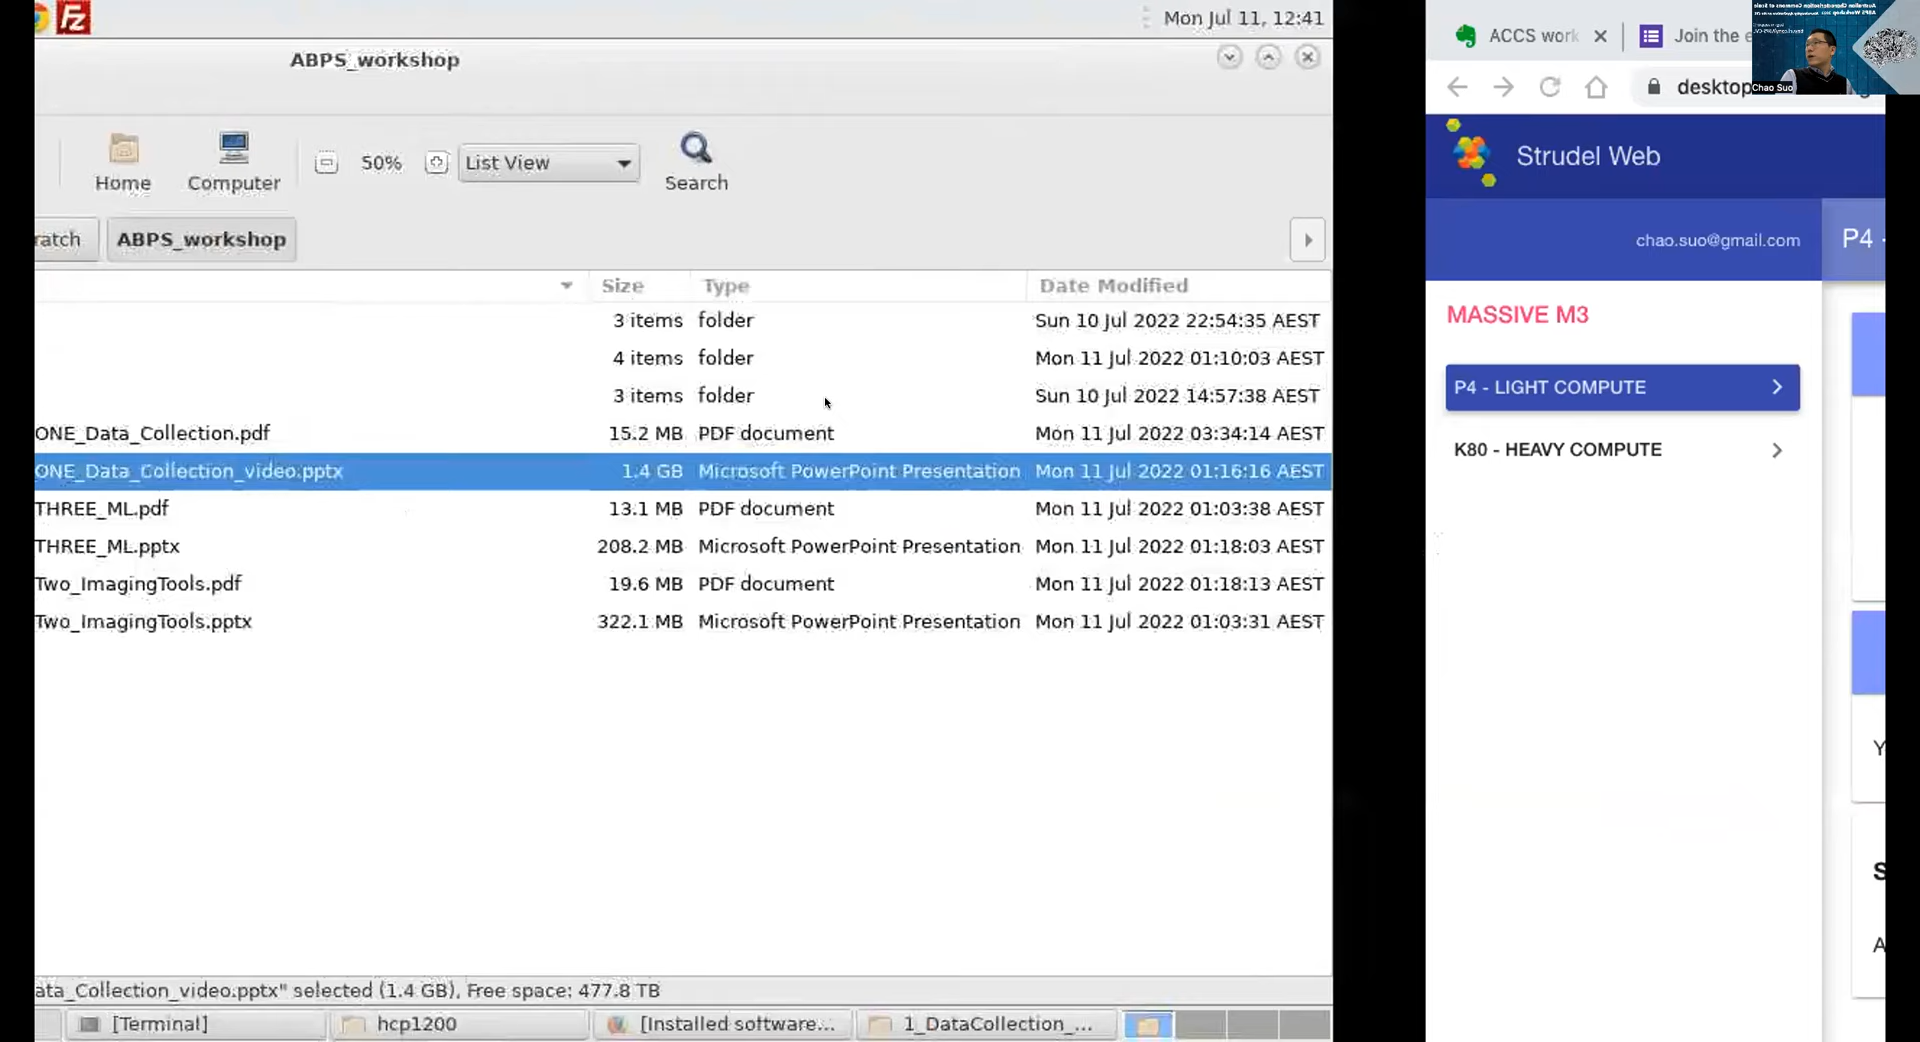 Mon Jul 11, 12:41
ABPS_workshop
Home
Computer
50%
List View
Search
ratch
ABPS_workshop
Size Type Date Modified
3 items folder Sun 10 Jul 2022 22:54:35 AEST
4 items folder Mon 11 Jul 2022 01:10:03 AEST
3 items folder Sun 10 Jul 2022 14:57:38 AEST
ONE_Data_Collection.pdf 15.2 MB PDF document Mon 11 Jul 2022 03:34:14 AEST
ONE_Data_Collection_video.pptx 1.4 GB Microsoft PowerPoint Presentation Mon 11 Jul 2022 01:16:16 AEST
THREE_ML.pdf 13.1 MB PDF document Mon 11 Jul 2022 01:03:38 AEST
THREE_ML.pptx 208.2 MB Microsoft PowerPoint Presentation Mon 11 Jul 2022 01:18:03 AEST
Two_ImagingTools.pdf 19.6 MB PDF document Mon 11 Jul 2022 01:18:13 AEST
Two_ImagingTools.pptx 322.1 MB Microsoft PowerPoint Presentation Mon 11 Jul 2022 01:03:31 AEST
ata_Collection_video.pptx" selected (1.4 GB), Free space: 477.8 TB
[Terminal] hcp1200 [Installed software... 1_DataCollection_...
ACCS work Join the e
desktop
Chao Suo
Strudel Web
chao.suo@gmail.com P4 -
MASSIVE M3
P4 - LIGHT COMPUTE
K80 - HEAVY COMPUTE
Y
S
A